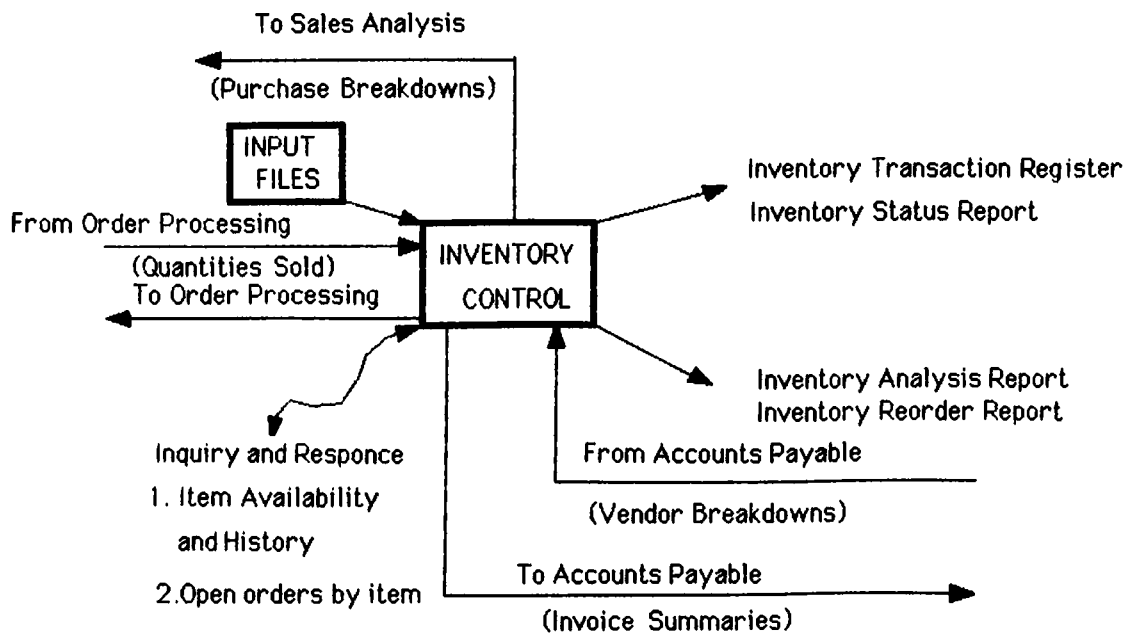 To Sales Analysis
(Purchase Breakdowns)
INPUT
FILES
Inventory Transaction Register
Inventory Status Report
From Order Processing
(Quantities Sold)
To Order Processing
INVENTORY
CONTROL
Inventory Analysis Report
Inventory Reorder Report
Inquiry and Responce
1. Item Availability
and History
2.Open orders by item
From Accounts Payable
(Vendor Breakdowns)
To Accounts Payable
(Invoice Summaries)